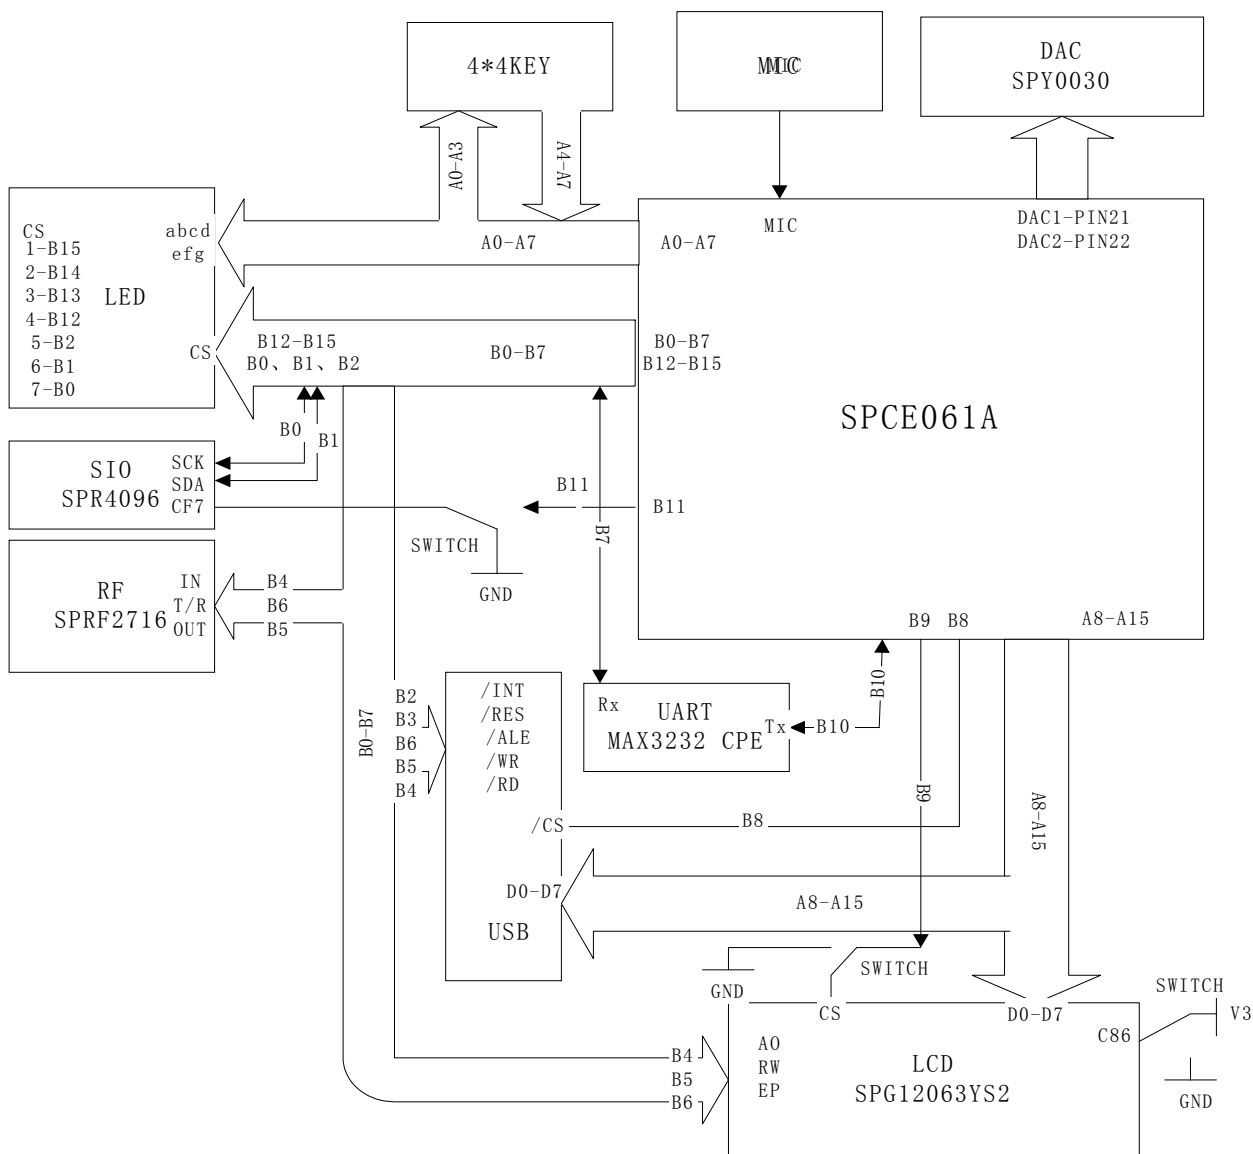 4*4KEY
MIC
DAC
SPY0030
A0-A3
A4-A7
CS
1-B15
2-B14
3-B13
4-B12
5-B2
6-B1
7-B0
LED
abcd
efg
CS
A0-A7
A0-A7
MIC
DAC1-PIN21
DAC2-PIN22
B12-B15
B0、B1、B2
B0-B7
B0-B7
B12-B15
SPCE061A
B0
B1
SIO
SPR4096
SCK
SDA
CF7
B11
B11
B7
SWITCH
GND
RF
SPRF2716
IN
T/R
OUT
B4
B6
B5
B9
B8
A8-A15
B10
B0-B7
B2
B3
B6
B5
B4
/INT
/RES
/ALE
/WR
/RD
/CS
D0-D7
USB
Rx
UART
MAX3232 CPE
Tx
B10
B8
B9
A8-A15
A8-A15
SWITCH
GND
CS
D0-D7
SWITCH
V3
C86
GND
B4
B5
B6
A0
RW
EP
LCD
SPG12063YS2